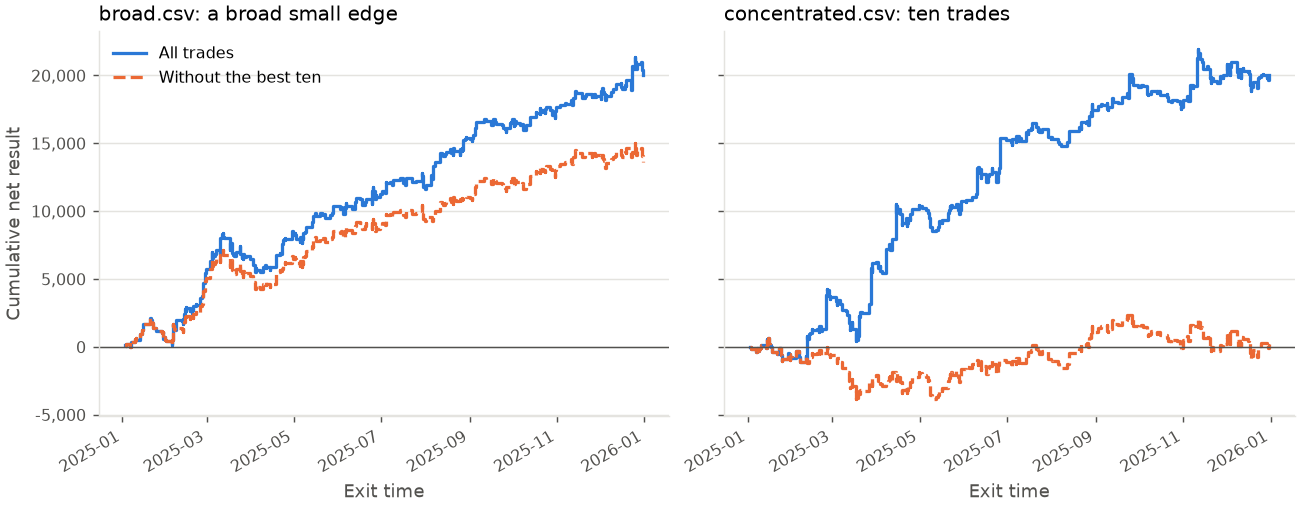 broad.csv: a broad small edge
All trades
Without the best ten
Cumulative net result
20,000
15,000
10,000
5,000
0
-5,000
2025-01
2025-03
2025-05
2025-07
2025-09
2025-11
2026-01
Exit time
concentrated.csv: ten trades
2025-01
2025-03
2025-05
2025-07
2025-09
2025-11
2026-01
Exit time